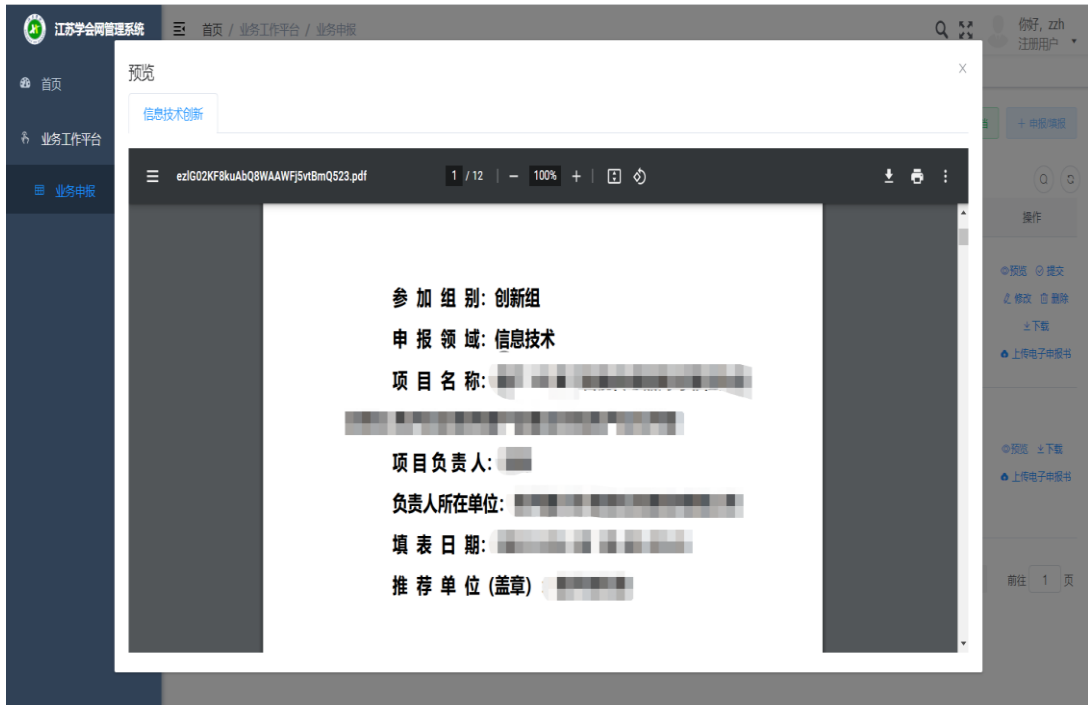 江苏学会网管理系统
首页 / 业务工作平台 / 业务申报
你好, zzh
注册用户
首页
业务工作平台
业务申报
预览
X
信息技术创新
+ 申报/填报
ezlG02KF8kuAbQ8WAAWFj5vtBmQ523.pdf
1 / 12
100%
操作
预览 提交
修改 删除
下载
上传电子申报书
预览 下载
上传电子申报书
前往 1 页
参 加 组 别: 创新组
申 报 领 域: 信息技术
项 目 名 称:
项目负责人:
负责人所在单位:
填 表 日 期:
推 荐 单 位 (盖章) :